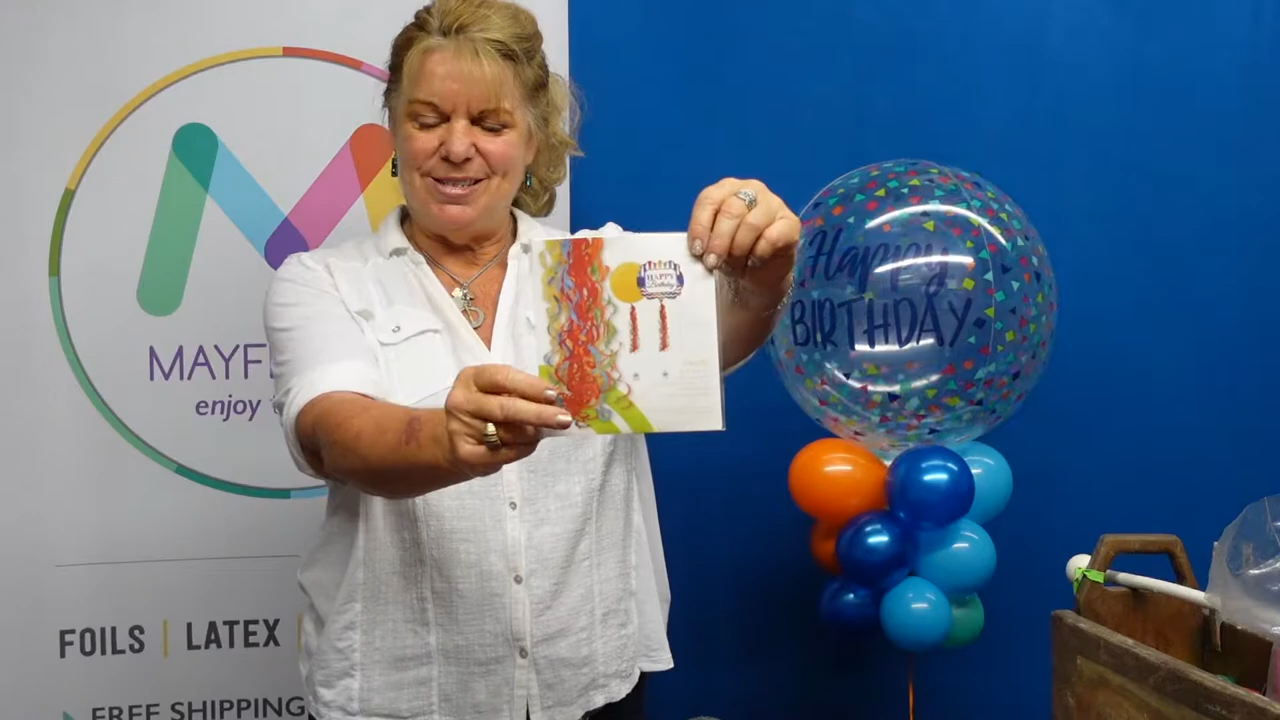 MAYF
enjoy
FOILS | LATEX |
FREE SHIPPING
HAPPY
Birthday
Happy
BIRTHDAY